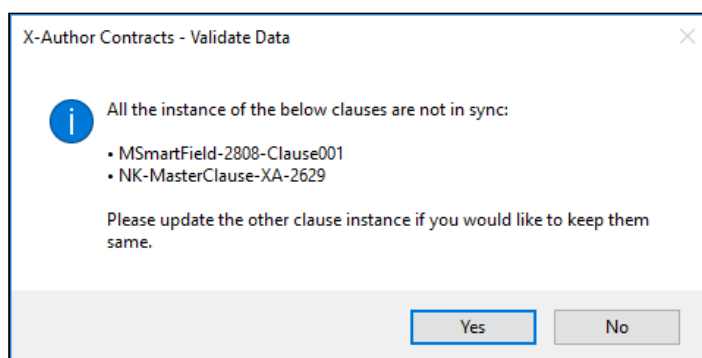 X-Author Contracts - Validate Data
All the instance of the below clauses are not in sync:
• MSmartField-2808-Clause001
• NK-MasterClause-XA-2629
Please update the other clause instance if you would like to keep them
same.
Yes No